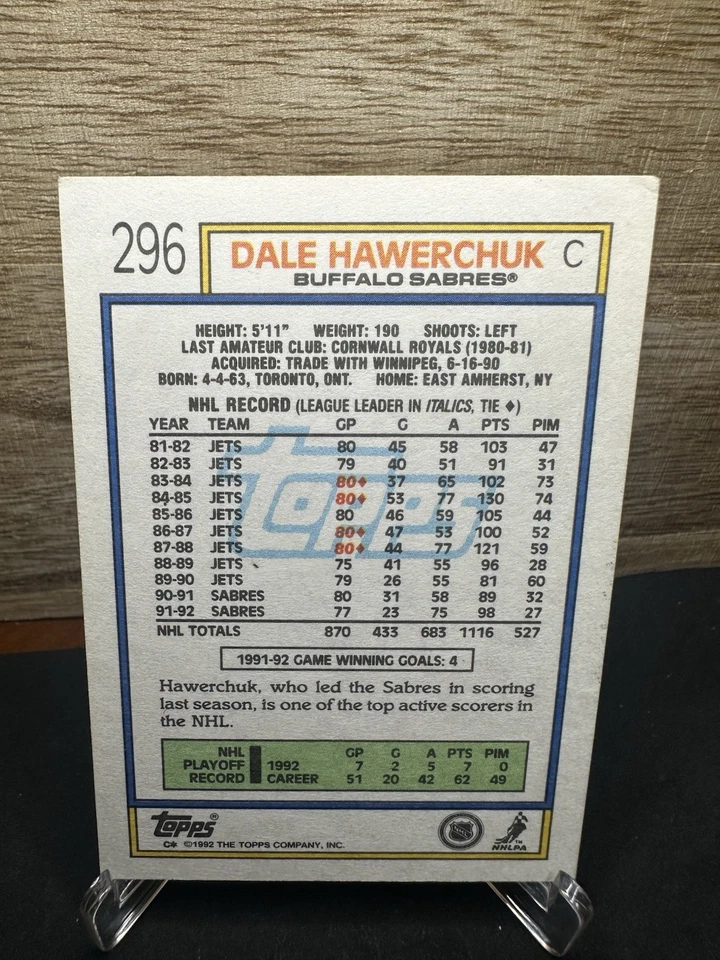 296
DALE HAWERCHUK C
BUFFALO SABRES®
HEIGHT: 5'11" WEIGHT: 190 SHOOTS: LEFT
LAST AMATEUR CLUB: CORNWALL ROYALS (1980-81)
ACQUIRED: TRADE WITH WINNIPEG, 6-16-90
BORN: 4-4-63, TORONTO, ONT. HOME: EAST AMHERST, NY
NHL RECORD (LEAGUE LEADER IN ITALICS, TIE ♦)
YEAR TEAM GP G A PTS PIM
81-82 JETS 80 45 58 103 47
82-83 JETS 79 40 51 91 31
83-84 JETS 80♦ 37 65 102 73
84-85 JETS 80♦ 53 77 130 74
85-86 JETS 80 46 59 105 44
86-87 JETS 80♦ 47 53 100 52
87-88 JETS 80♦ 44 77 121 59
88-89 JETS 75 41 55 96 28
89-90 JETS 79 26 55 81 60
90-91 SABRES 80 31 58 89 32
91-92 SABRES 77 23 75 98 27
NHL TOTALS 870 433 683 1116 527
topps
1991-92 GAME WINNING GOALS: 4
Hawerchuk, who led the Sabres in scoring
last season, is one of the top active scorers in
the NHL.
NHL PLAYOFF RECORD
GP G A PTS PIM
1992 7 2 5 7 0
CAREER 51 20 42 62 49
topps®
C* ©1992 THE TOPPS COMPANY, INC.
NHL
NHLPA™